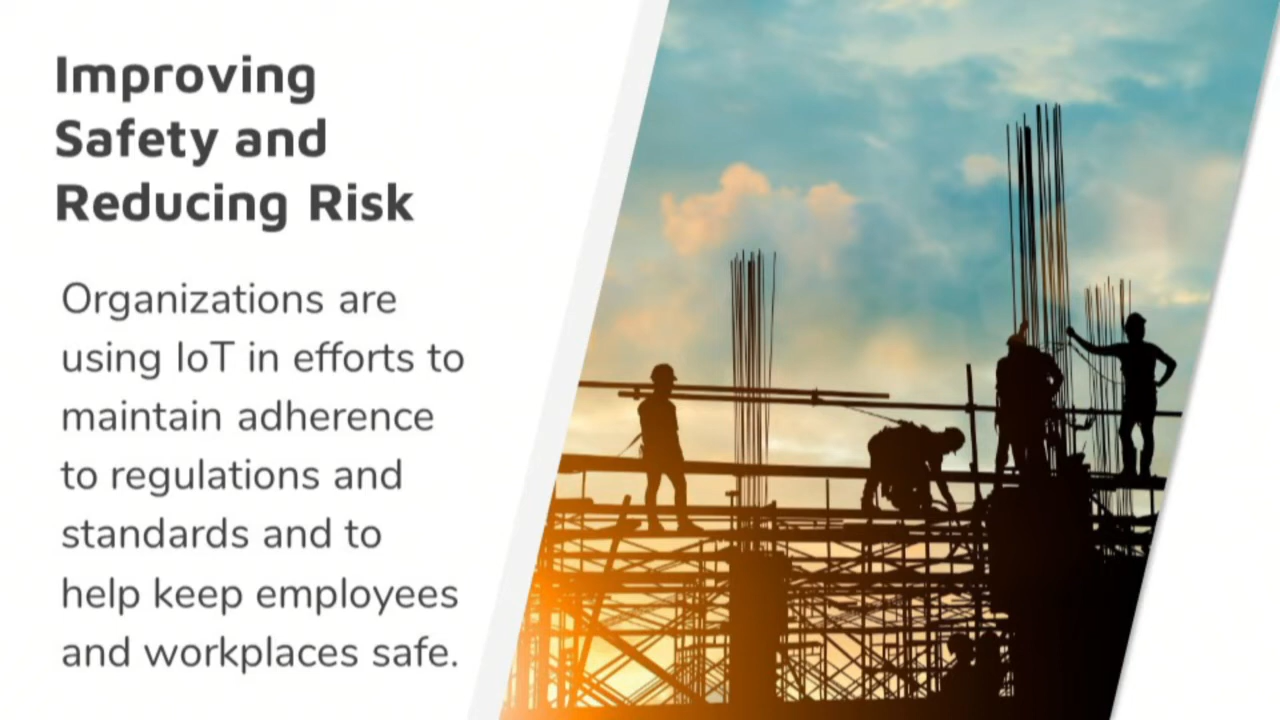 Improving
Safety and
Reducing Risk
Organizations are
using IoT in efforts to
maintain adherence
to regulations and
standards and to
help keep employees
and workplaces safe.